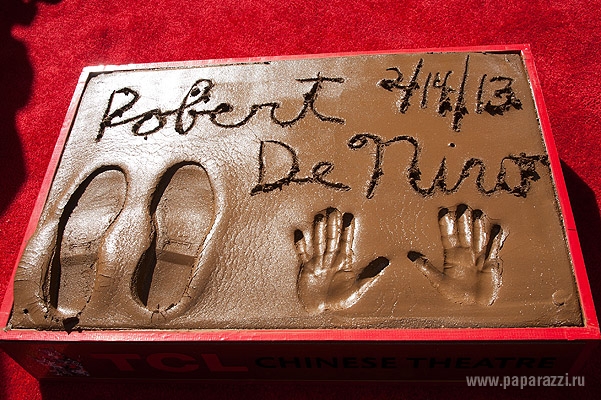 Robert 2/14/13
De Niro
TCL CHINESE THEATRE
www.paparazzi.ru